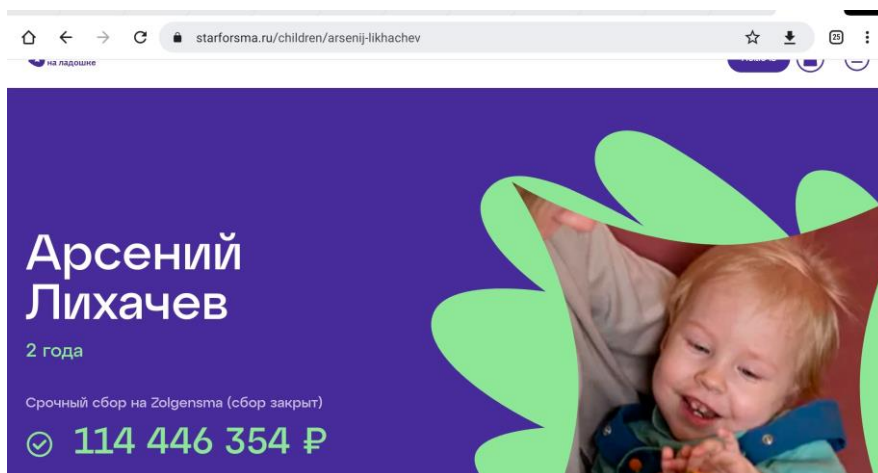 starforsma.ru/children/arsenij-likhachev
25
на ладошке
Арсений
Лихачев
2 года
Срочный сбор на Zolgensma (сбор закрыт)
114 446 354 ₽